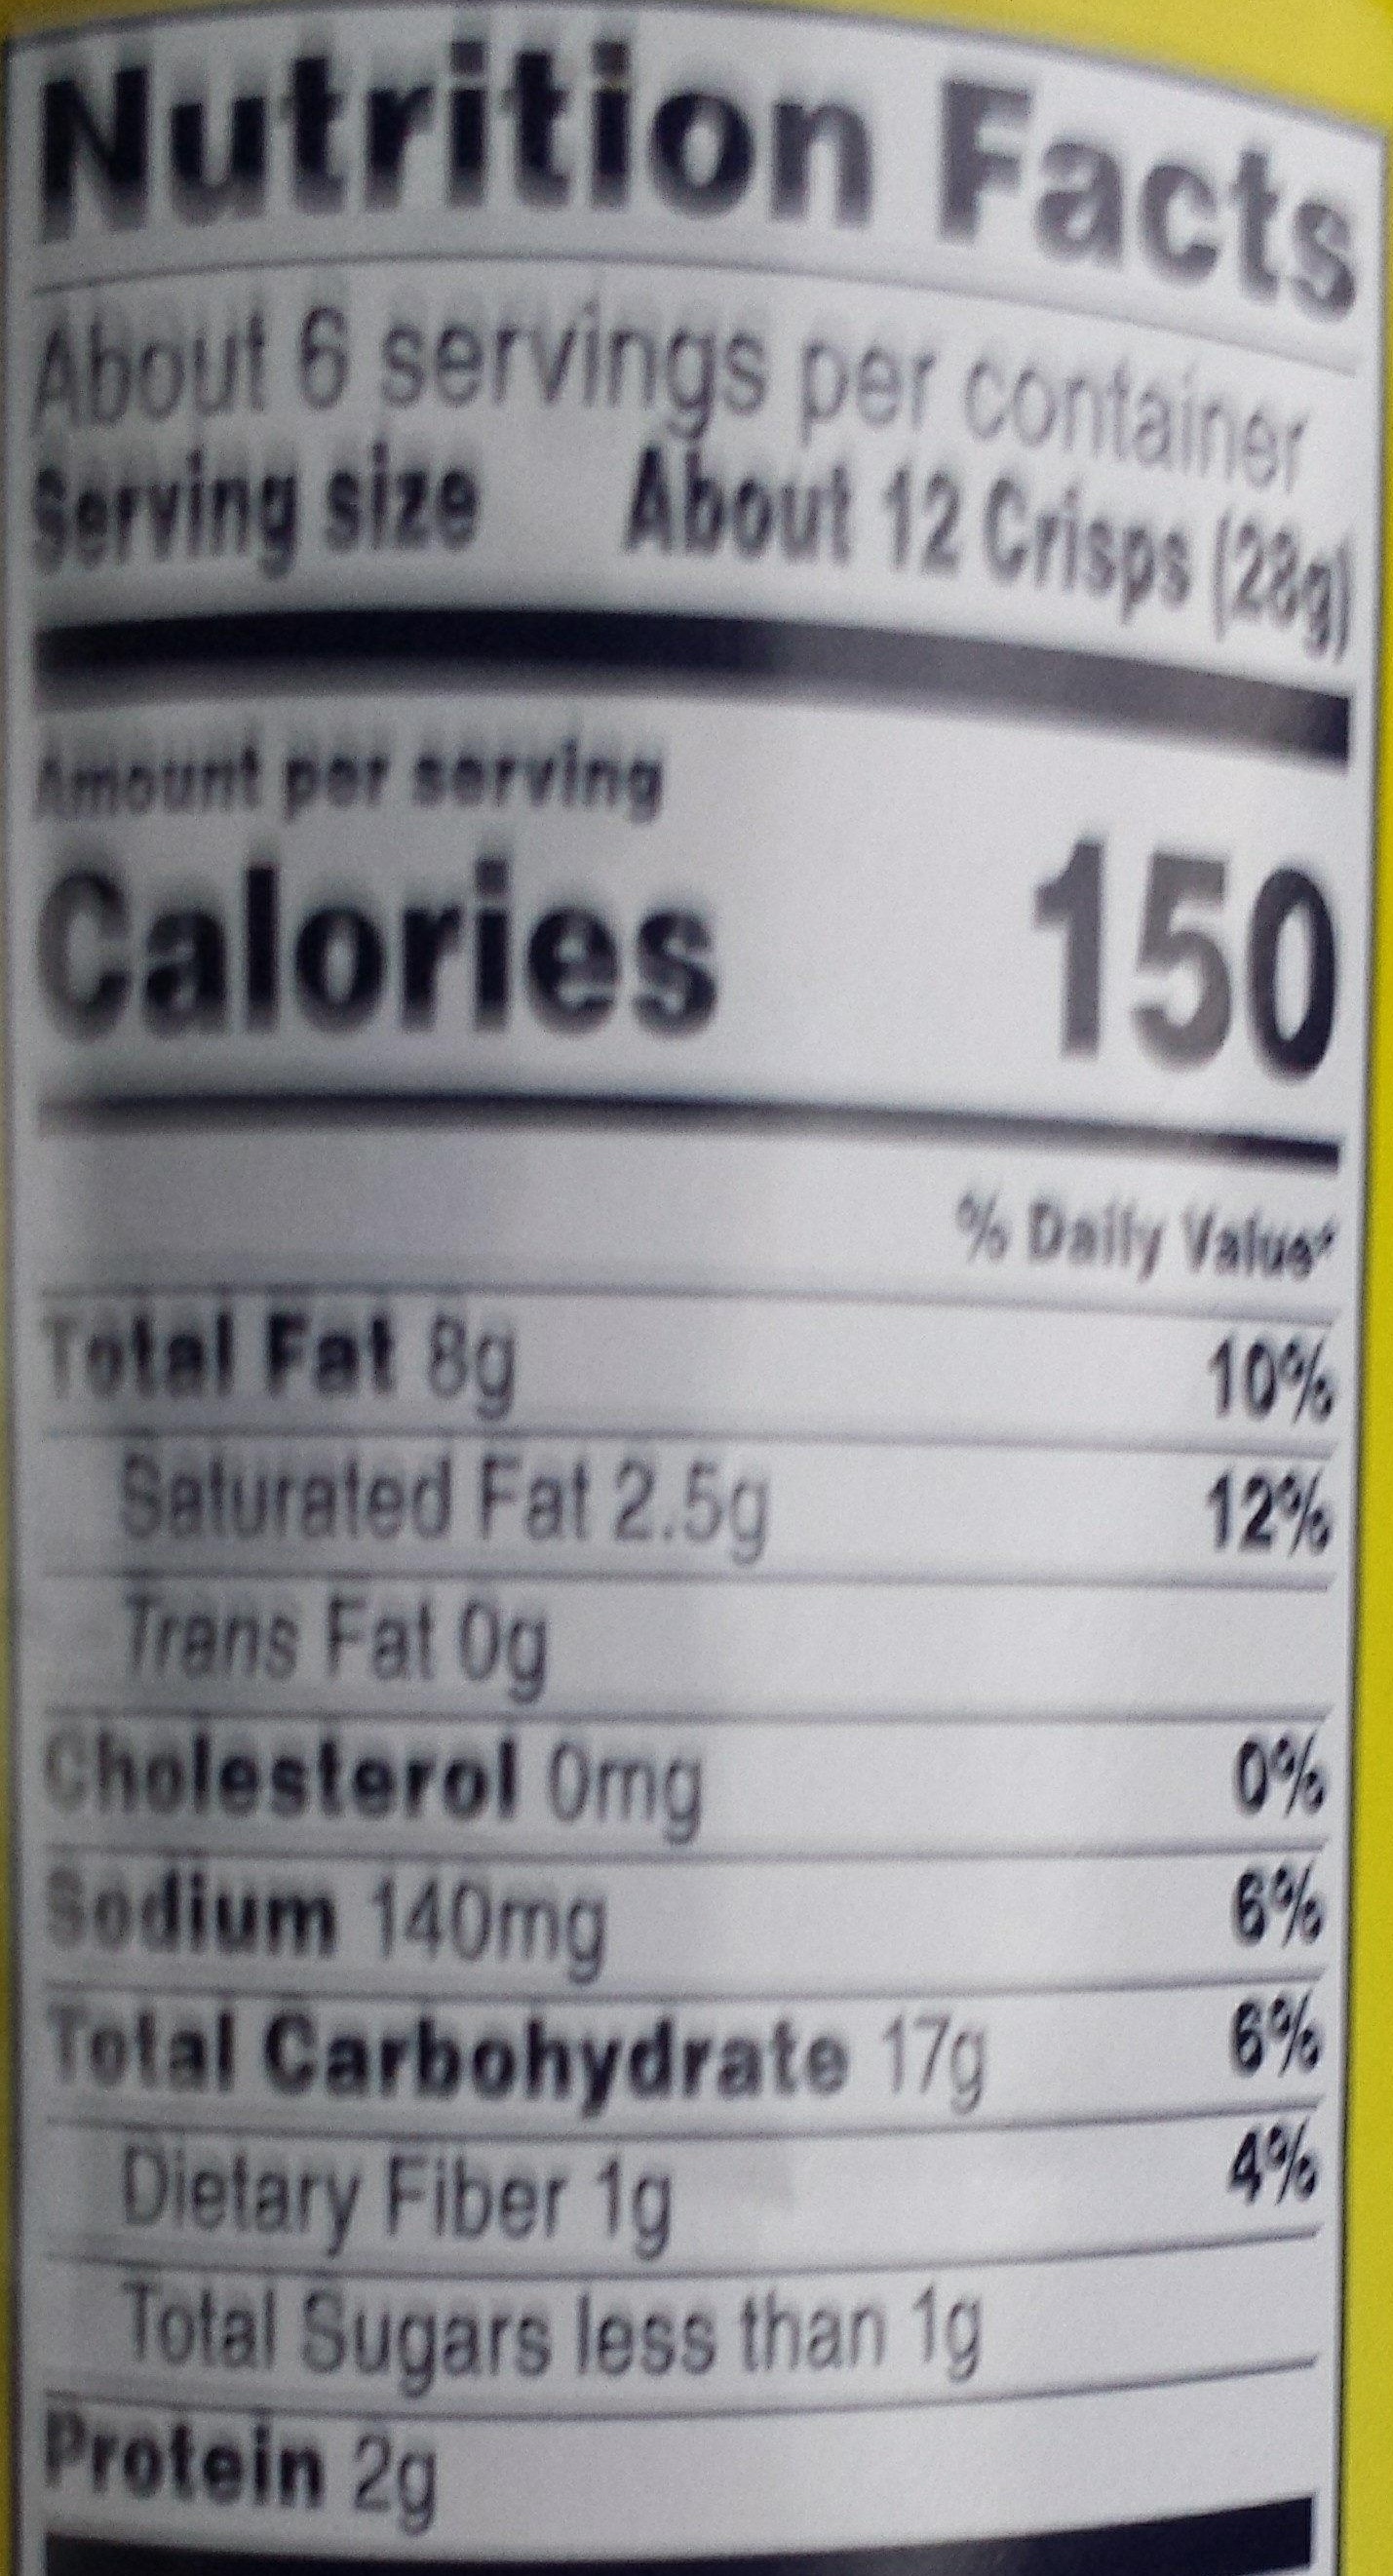 Nutrition Facts
About 6 servings per container
Serving size About 12 Crisps (28g)
Amount per serving
Calories 150
% Daily Value*
Total Fat 8g 10%
Saturated Fat 2.5g 12%
Trans Fat 0g
Cholesterol 0mg 0%
Sodium 140mg 6%
Total Carbohydrate 17g 6%
Dietary Fiber 1g 4%
Total Sugars less than 1g
Protein 2g